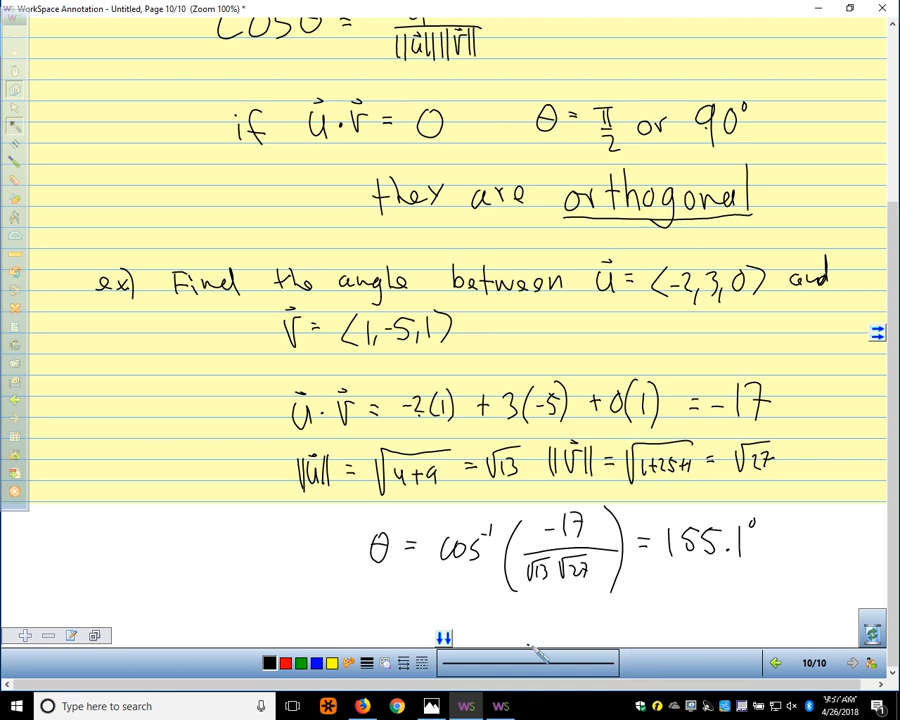 WorkSpace Annotation - Untitled, Page 10/10 (Zoom 100%) *
cosθ =
||u|| ||v||
if u⃗ · v⃗ = 0 θ = π/2 or 90°
they are orthogonal
ex) Find the angle between u⃗ = ⟨-2, 3, 0⟩ and
v⃗ = ⟨1, -5, 1⟩
u⃗ · v⃗ = -2(1) + 3(-5) + 0(1) = -17
||u⃗|| = √(4+9) = √13 ||v⃗|| = √(1+25+1) = √27
θ = cos⁻¹ (-17 / √13 √27) = 155.1°
10/10
Type here to search
WS WS
4/26/2018